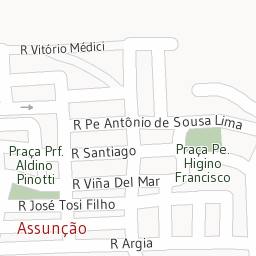 R Vitório Médici
R Pe Antônio de Sousa Lima
Praça Prf.
Aldino
Pinotti
R Santiago
Praça Pe.
Higino
Francisco
R Viña Del Mar
R José Tosi Filho
Assunção
R Argia